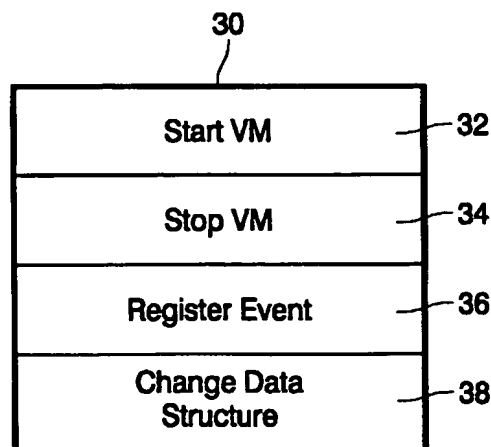 30
Start VM 32
Stop VM 34
Register Event 36
Change Data
Structure 38